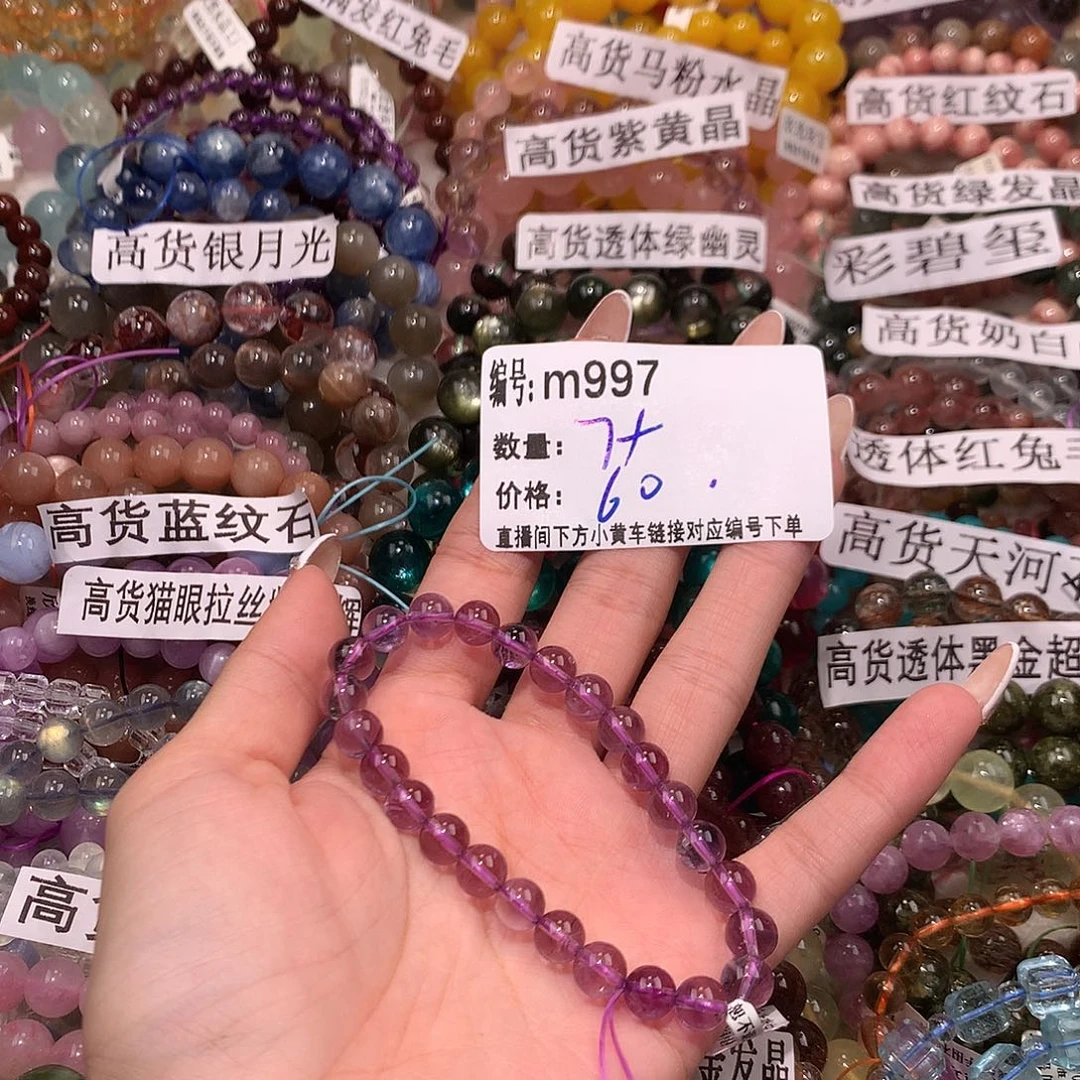 高货马粉水晶
高货紫黄晶
高货红纹石
高货绿发晶
高货银月光
高货透体绿幽灵
彩碧玺
高货奶白
编号: m997
数量: 7+
价格: 60.
直播间下方小黄车链接对应编号下单
透体红兔毛
高货蓝纹石
高货天河
高货猫眼拉丝
高货透体黑金超
高
金发晶